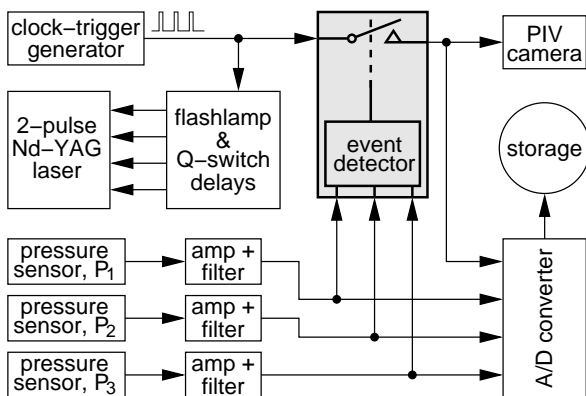 clock–trigger
generator
PIV
camera
2–pulse
Nd–YAG
laser
flashlamp
&
Q–switch
delays
event
detector
storage
pressure
sensor, P1
amp +
filter
pressure
sensor, P2
amp +
filter
pressure
sensor, P3
amp +
filter
A/D converter